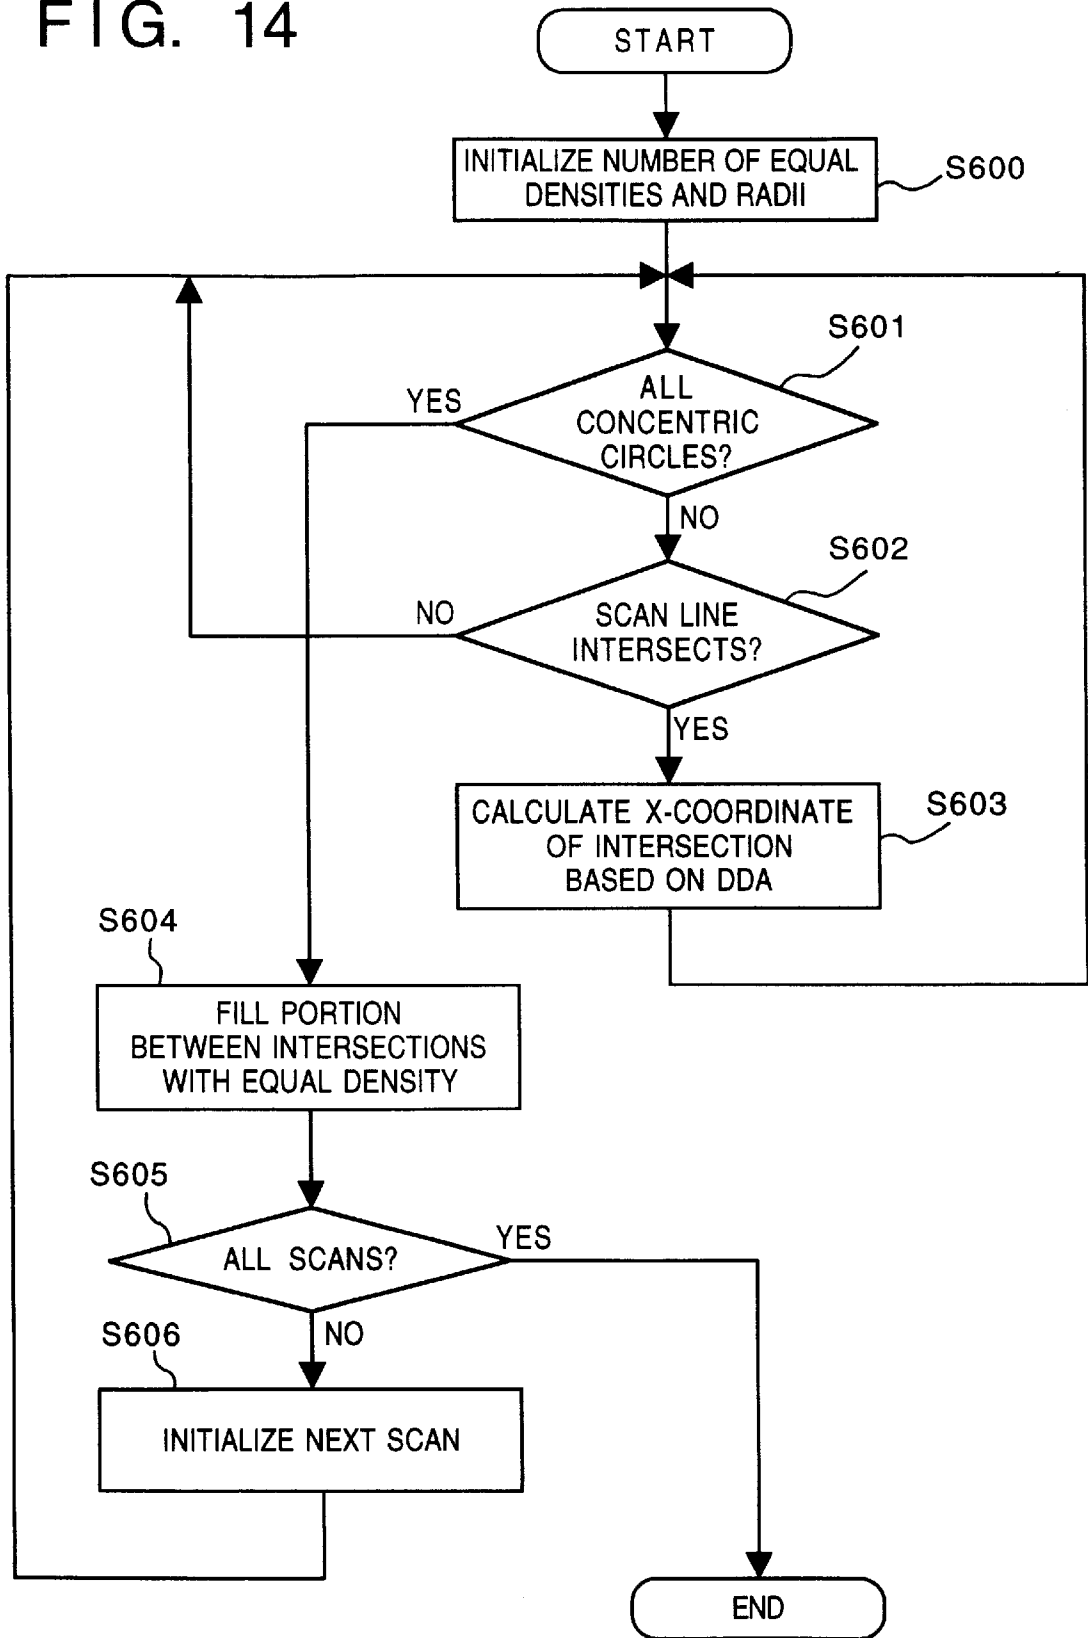 FIG. 14
START
INITIALIZE NUMBER OF EQUAL
DENSITIES AND RADII
S600
S601
ALL
CONCENTRIC
CIRCLES?
YES
NO
S602
SCAN LINE
INTERSECTS?
NO
YES
S603
CALCULATE X-COORDINATE
OF INTERSECTION
BASED ON DDA
S604
FILL PORTION
BETWEEN INTERSECTIONS
WITH EQUAL DENSITY
S605
ALL SCANS?
YES
NO
S606
INITIALIZE NEXT SCAN
END